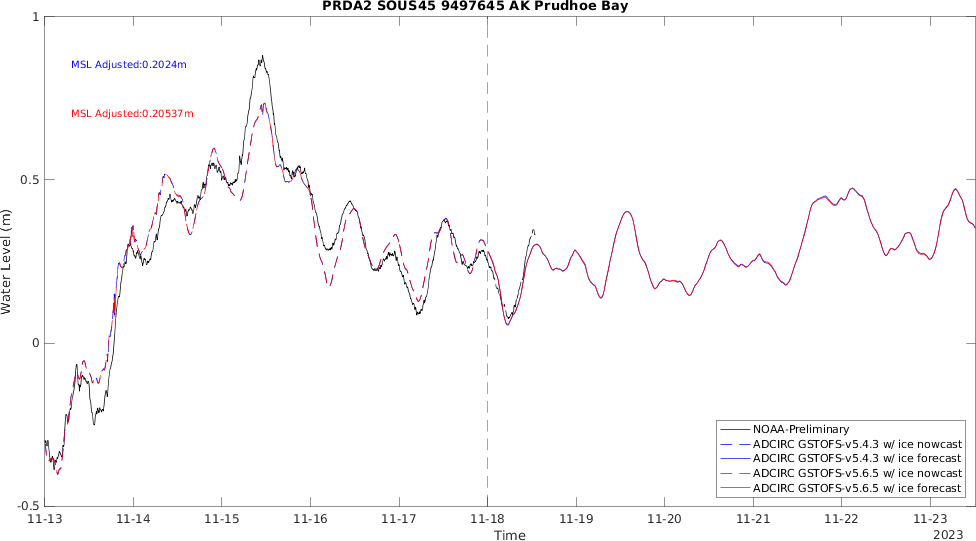 PRDA2 SOUS45 9497645 AK Prudhoe Bay
1
MSL Adjusted:0.2024m
MSL Adjusted:0.20537m
0.5
Water Level (m)
0
NOAA-Preliminary
ADCIRC GSTOFS-v5.4.3 w/ ice nowcast
ADCIRC GSTOFS-v5.4.3 w/ ice forecast
ADCIRC GSTOFS-v5.6.5 w/ ice nowcast
ADCIRC GSTOFS-v5.6.5 w/ ice forecast
-0.5
11-13 11-14 11-15 11-16 11-17 11-18 11-19 11-20 11-21 11-22 11-23
Time
2023